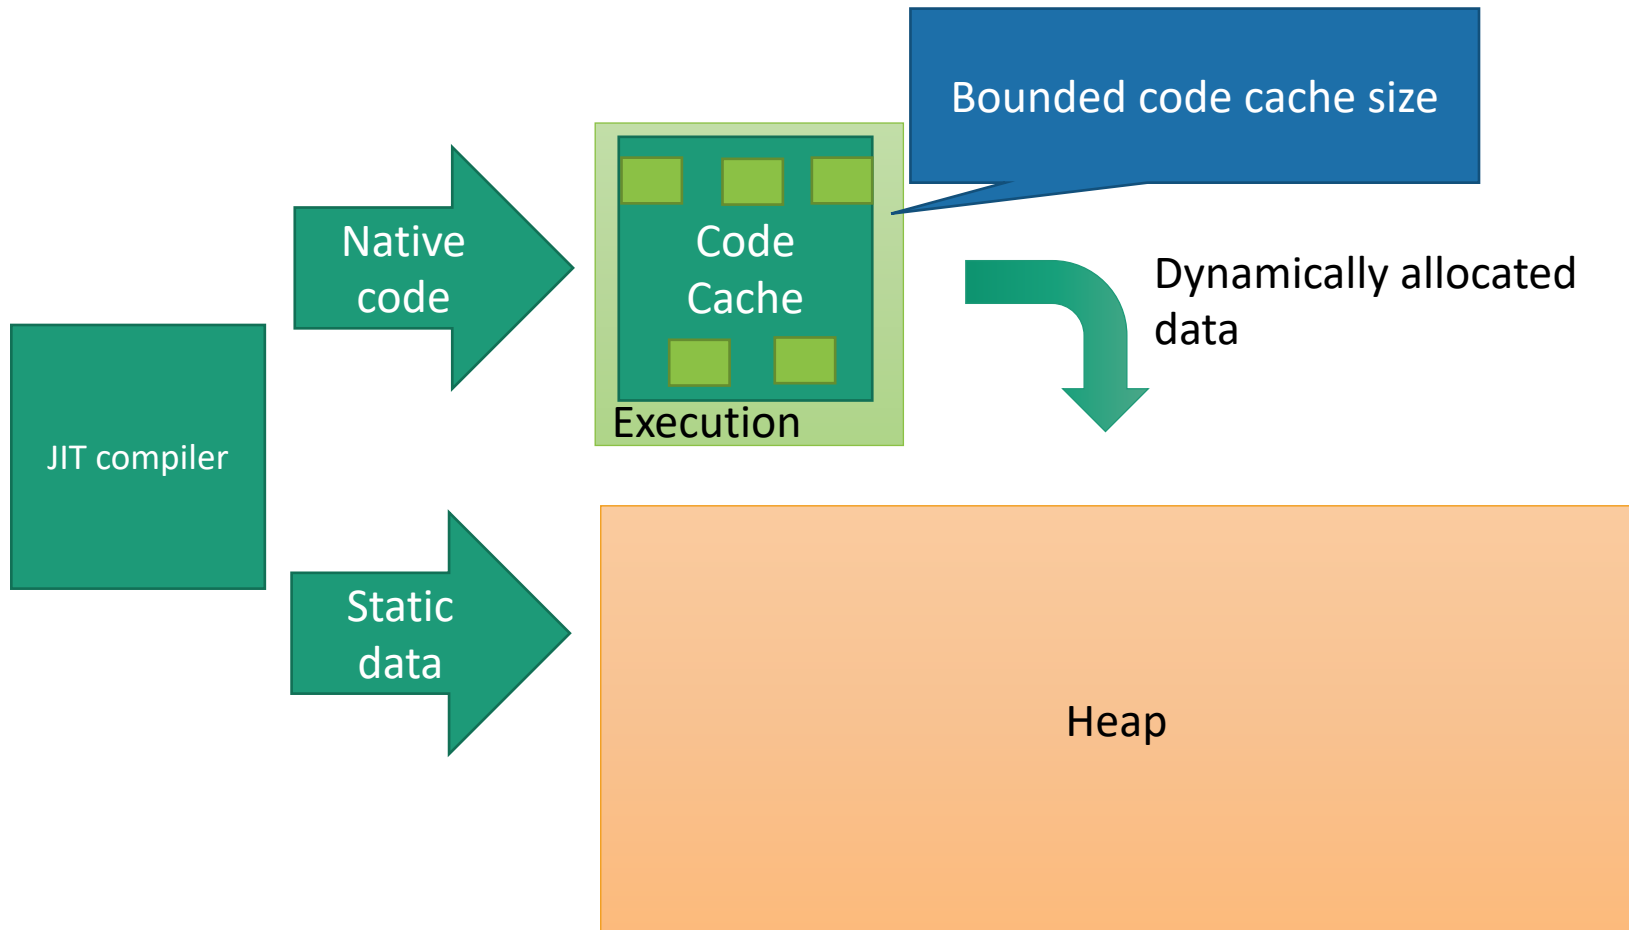 Bounded code cache size
Native
code
Code
Cache
Dynamically allocated
data
Execution
JIT compiler
Static
data
Heap